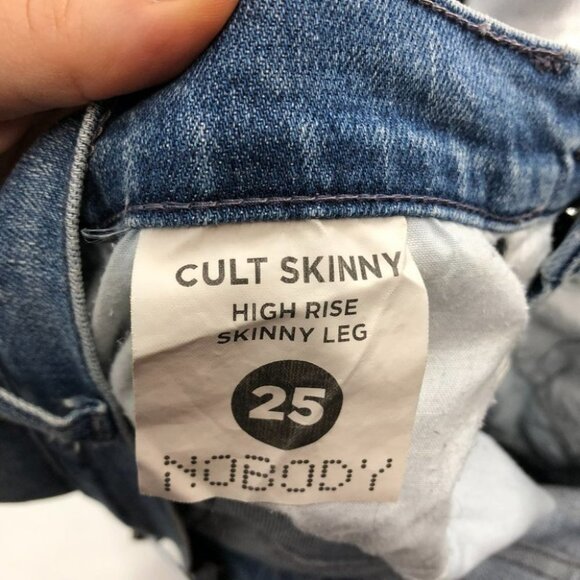 CULT SKINNY
HIGH RISE
SKINNY LEG
25
NOBODY